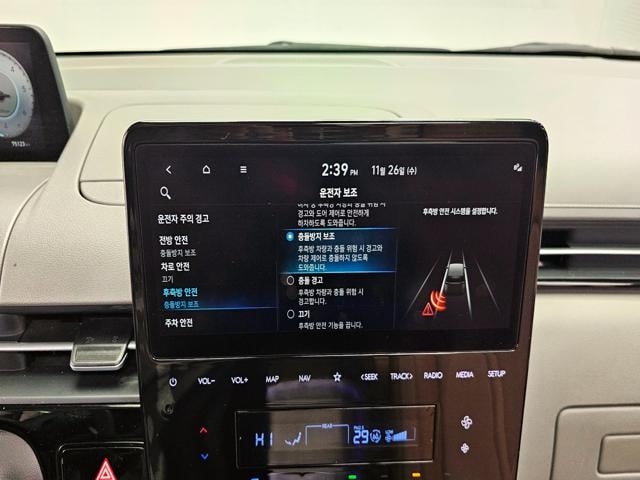 2:39 PM 11월 26일 (수)
운전자 보조
운전자 주의 경고
전방 안전
충돌방지 보조
차로 안전
끄기
후측방 안전
충돌방지 보조
주차 안전
경고와 도어 제어로 안전하게
하차하도록 도와줍니다.
충돌방지 보조
후측방 차량과 충돌 위험 시 경고와
차량 제어로 충돌하지 않도록
도와줍니다.
충돌 경고
후측방 차량과 충돌 위험 시
경고합니다.
끄기
후측방 안전 기능을 끕니다.
후측방 안전 시스템을 설정합니다.
75123 km
VOL− VOL+ MAP NAV ☆ <SEEK TRACK> RADIO MEDIA SETUP
REAR
HI 29